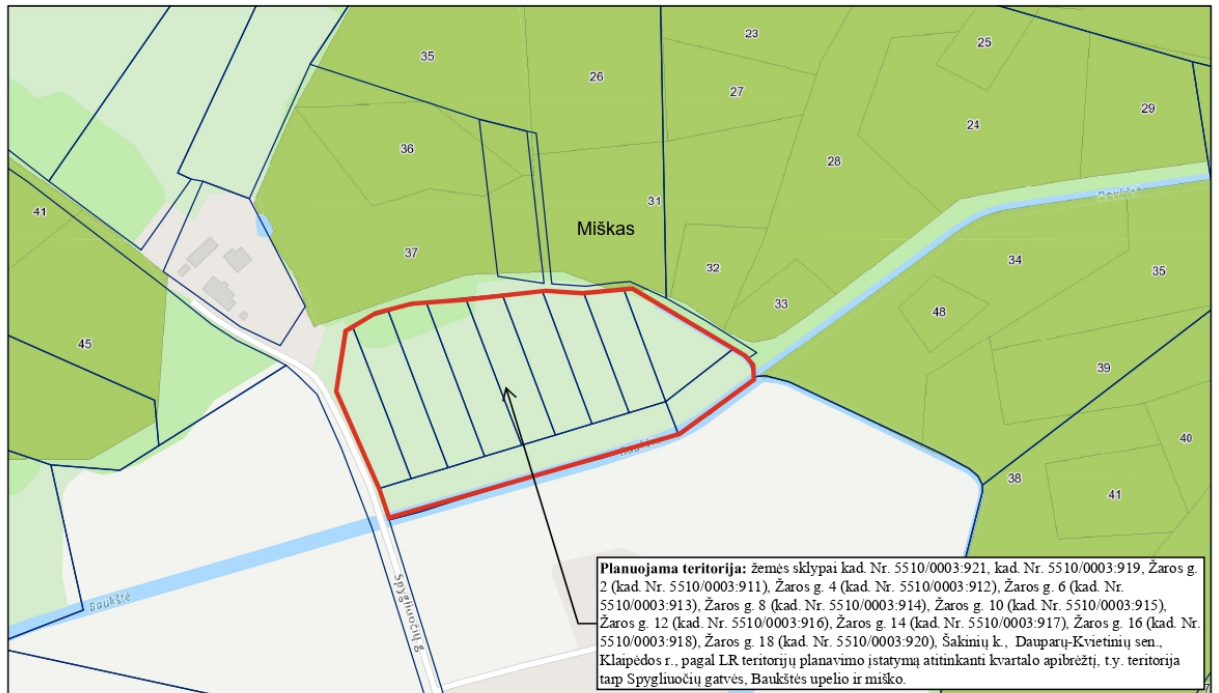 23
25
35
26
27
29
24
36
28
41
31
Miškas
37
32
34
35
33
48
45
39
40
38
41
Baukštė
Spygliuočių g.
Planuojama teritorija: žemės sklypai kad. Nr. 5510/0003:921, kad. Nr. 5510/0003:919, Žaros g.
2 (kad. Nr. 5510/0003:911), Žaros g. 4 (kad. Nr. 5510/0003:912), Žaros g. 6 (kad. Nr.
5510/0003:913), Žaros g. 8 (kad. Nr. 5510/0003:914), Žaros g. 10 (kad. Nr. 5510/0003:915),
Žaros g. 12 (kad. Nr. 5510/0003:916), Žaros g. 14 (kad. Nr. 5510/0003:917), Žaros g. 16 (kad. Nr.
5510/0003:918), Žaros g. 18 (kad. Nr. 5510/0003:920), Šakinių k., Dauparų-Kvietinių sen.,
Klaipėdos r., pagal LR teritorijų planavimo įstatymą atitinkanti kvartalo apibrėžtį, t.y. teritorija
tarp Spygliuočių gatvės, Baukštės upelio ir miško.